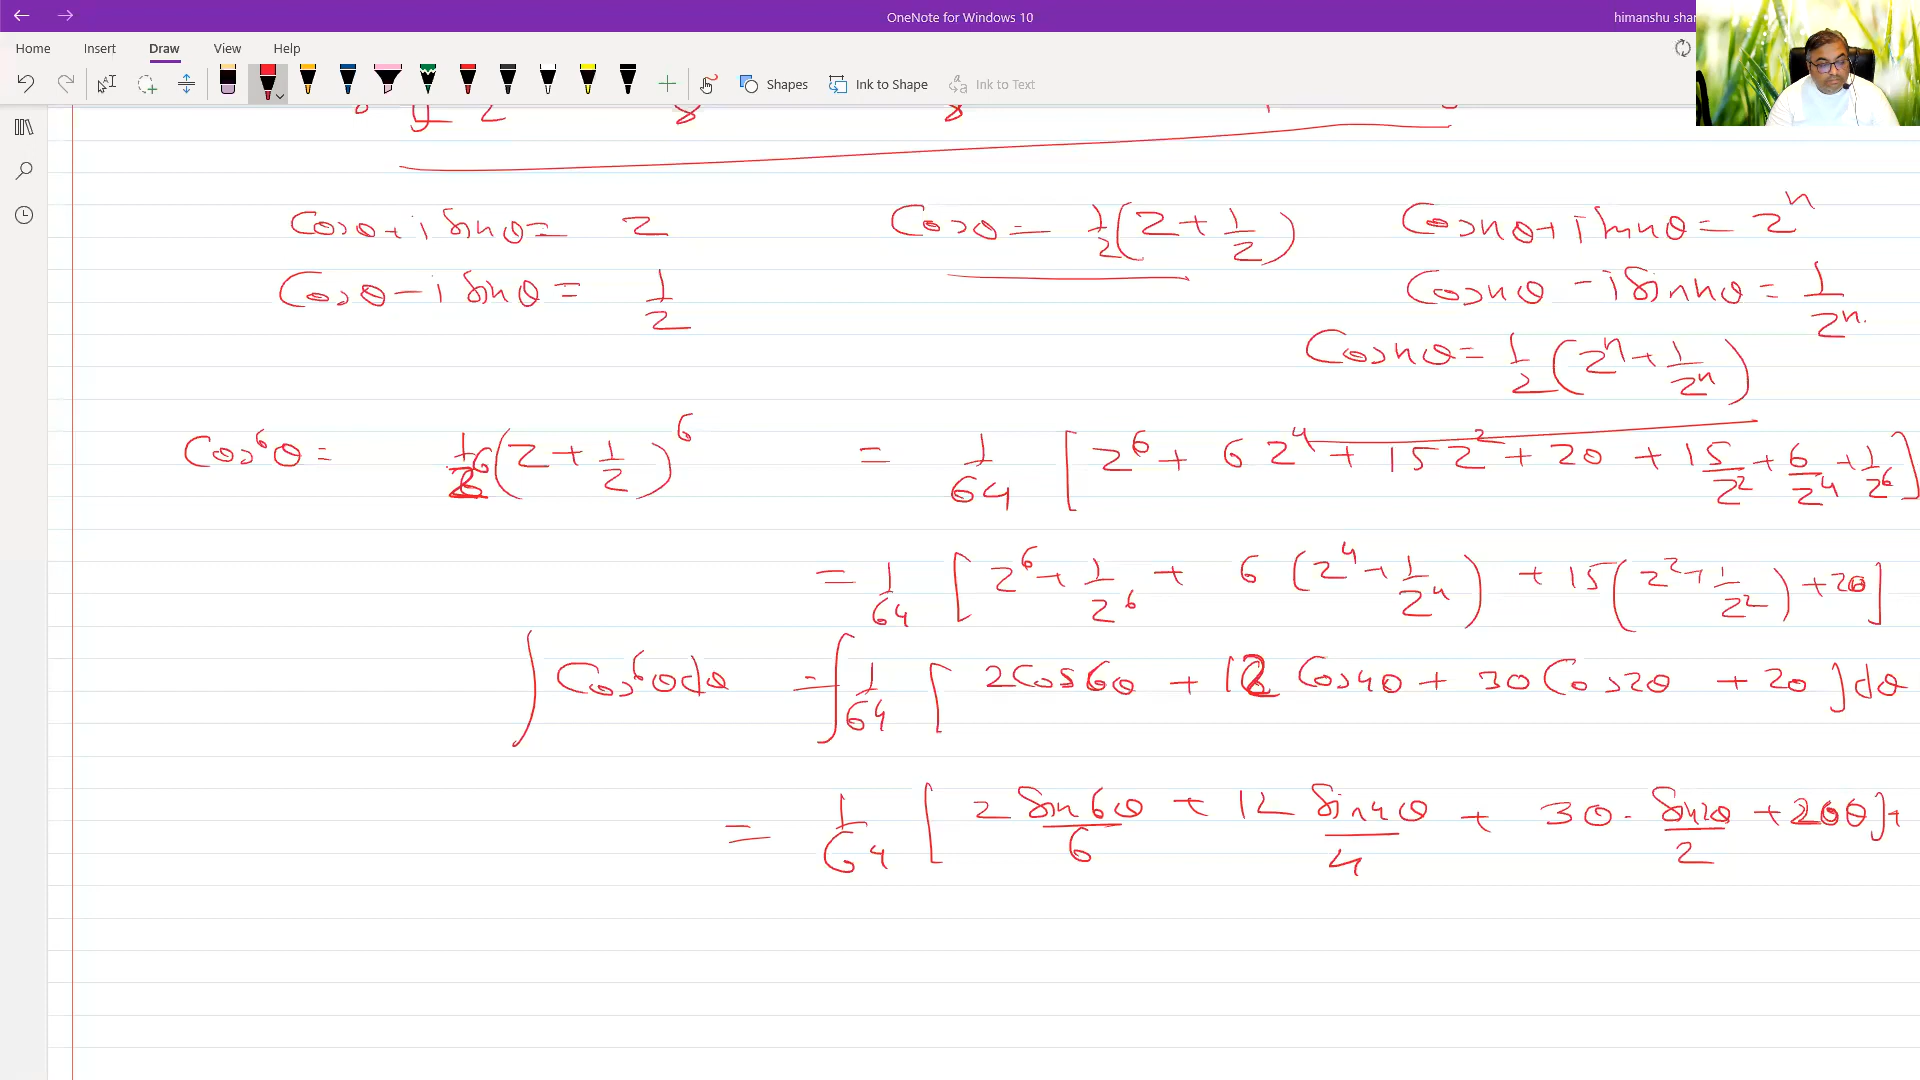 OneNote for Windows 10
himanshu shar
Home Insert Draw View Help
Shapes Ink to Shape Ink to Text
Cosθ + i Sinθ = z Cosθ = 1/2 (z + 1/z) Cosnθ + i Sinnθ = z^n
Cosθ − i Sinθ = 1/z Cosnθ − i Sinnθ = 1/z^n.
Cosnθ = 1/2 (z^n + 1/z^n)
Cos^6θ = 1/2^6 (z + 1/z)^6 = 1/64 [z^6 + 6z^4 + 15z^2 + 20 + 15/z^2 + 6/z^4 + 1/z^6]
= 1/64 [z^6 + 1/z^6 + 6(z^4 + 1/z^4) + 15(z^2 + 1/z^2) + 20]
∫Cos^6θdθ = ∫1/64 [2Cos6θ + 12 Cos4θ + 30 Cos2θ + 20]dθ
= 1/64 [2 Sin6θ/6 + 12 Sin4θ/4 + 30 · Sin2θ/2 + 20θ] +